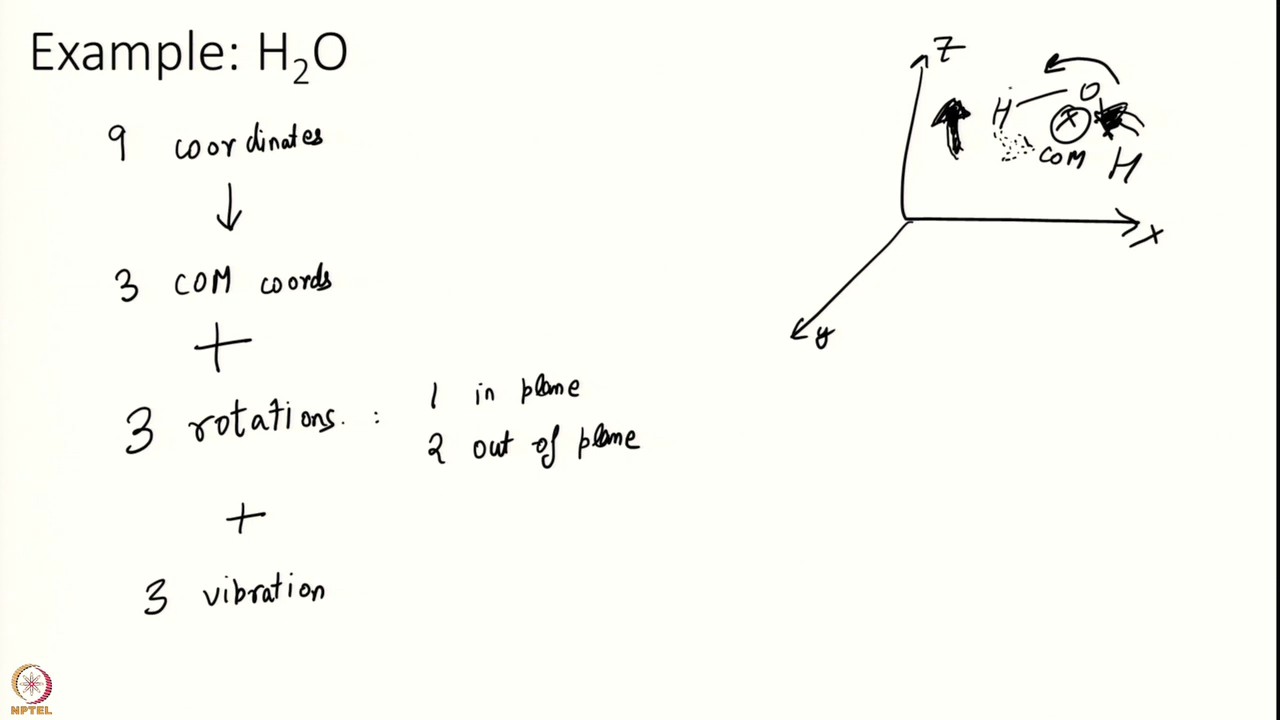 Example: H₂O
9 coordinates
↓
3 COM coords
+
3 rotations. : 1 in plane
2 out of plane
+
3 vibration
Z
H O
X
COM H
X
y
NPTEL